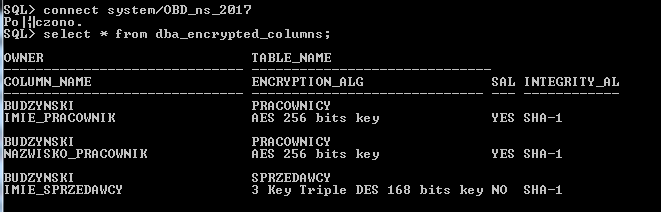 SQL> connect system/OBD_ns_2017
Po|¦czono.
SQL> select * from dba_encrypted_columns;
OWNER TABLE_NAME
------------------------------ ------------------------------
COLUMN_NAME ENCRYPTION_ALG SAL INTEGRITY_AL
------------------------------ ----------------------------- --- ------------
BUDZYNSKI PRACOWNICY
IMIE_PRACOWNIK AES 256 bits key YES SHA-1
BUDZYNSKI PRACOWNICY
NAZWISKO_PRACOWNIK AES 256 bits key YES SHA-1
BUDZYNSKI SPRZEDAWCY
IMIE_SPRZEDAWCY 3 Key Triple DES 168 bits key NO SHA-1